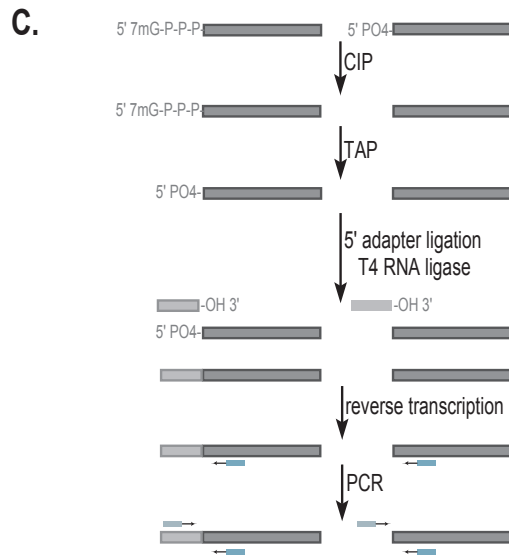 C.
5' 7mG-P-P-P- 5' PO4-
CIP
5' 7mG-P-P-P-
TAP
5' PO4-
5' adapter ligation
T4 RNA ligase
-OH 3' -OH 3'
5' PO4-
reverse transcription
PCR